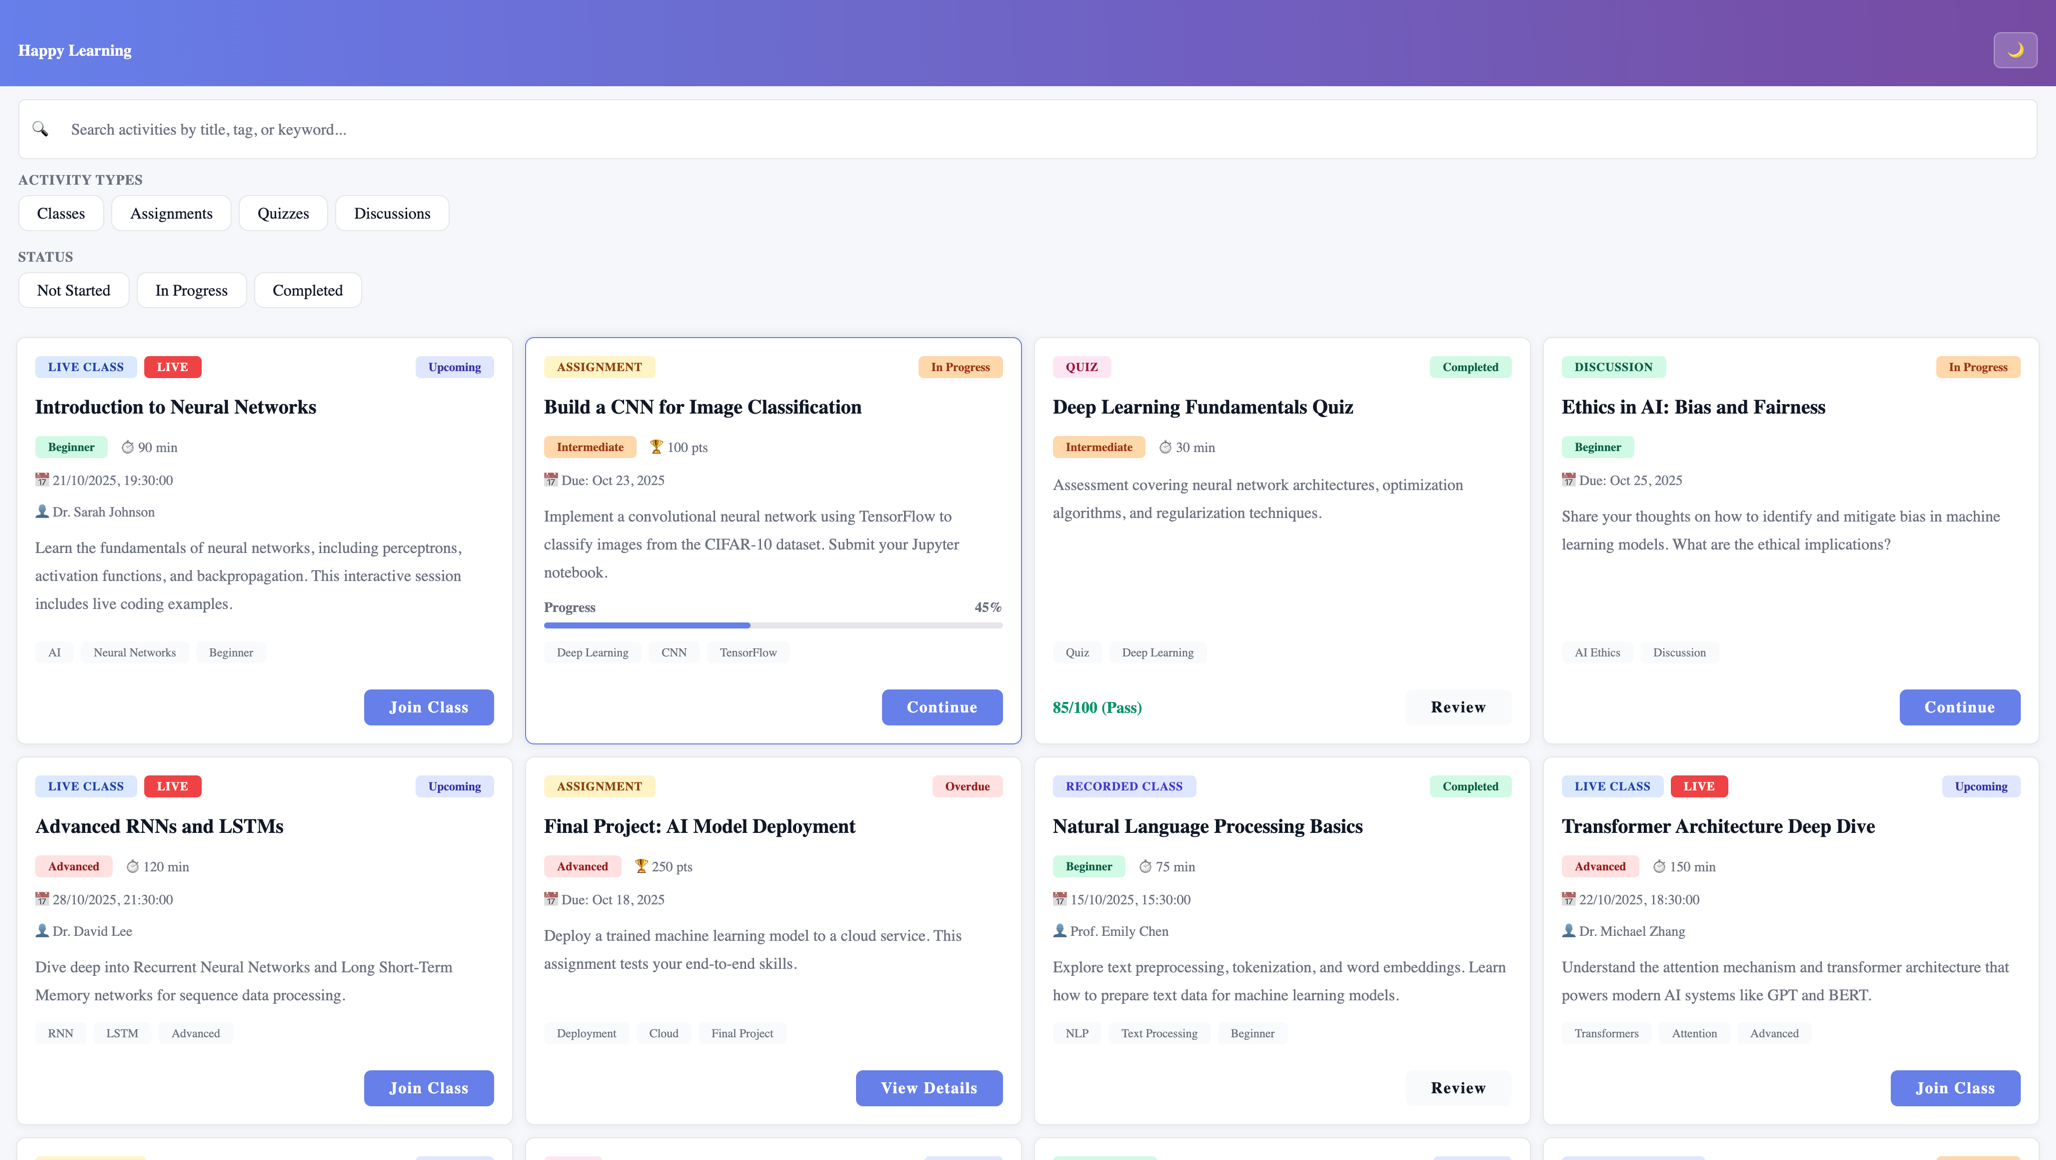 Happy Learning
Search activities by title, tag, or keyword...
ACTIVITY TYPES
Classes Assignments Quizzes Discussions
STATUS
Not Started In Progress Completed
LIVE CLASS LIVE Upcoming
Introduction to Neural Networks
Beginner 90 min
21/10/2025, 19:30:00
Dr. Sarah Johnson
Learn the fundamentals of neural networks, including perceptrons,
activation functions, and backpropagation. This interactive session
includes live coding examples.
AI Neural Networks Beginner
Join Class
ASSIGNMENT In Progress
Build a CNN for Image Classification
Intermediate 100 pts
Due: Oct 23, 2025
Implement a convolutional neural network using TensorFlow to
classify images from the CIFAR-10 dataset. Submit your Jupyter
notebook.
Progress 45%
Deep Learning CNN TensorFlow
Continue
QUIZ Completed
Deep Learning Fundamentals Quiz
Intermediate 30 min
Assessment covering neural network architectures, optimization
algorithms, and regularization techniques.
Quiz Deep Learning
85/100 (Pass) Review
DISCUSSION In Progress
Ethics in AI: Bias and Fairness
Beginner
Due: Oct 25, 2025
Share your thoughts on how to identify and mitigate bias in machine
learning models. What are the ethical implications?
AI Ethics Discussion
Continue
LIVE CLASS LIVE Upcoming
Advanced RNNs and LSTMs
Advanced 120 min
28/10/2025, 21:30:00
Dr. David Lee
Dive deep into Recurrent Neural Networks and Long Short-Term
Memory networks for sequence data processing.
RNN LSTM Advanced
Join Class
ASSIGNMENT Overdue
Final Project: AI Model Deployment
Advanced 250 pts
Due: Oct 18, 2025
Deploy a trained machine learning model to a cloud service. This
assignment tests your end-to-end skills.
Deployment Cloud Final Project
View Details
RECORDED CLASS Completed
Natural Language Processing Basics
Beginner 75 min
15/10/2025, 15:30:00
Prof. Emily Chen
Explore text preprocessing, tokenization, and word embeddings. Learn
how to prepare text data for machine learning models.
NLP Text Processing Beginner
Review
LIVE CLASS LIVE Upcoming
Transformer Architecture Deep Dive
Advanced 150 min
22/10/2025, 18:30:00
Dr. Michael Zhang
Understand the attention mechanism and transformer architecture that
powers modern AI systems like GPT and BERT.
Transformers Attention Advanced
Join Class